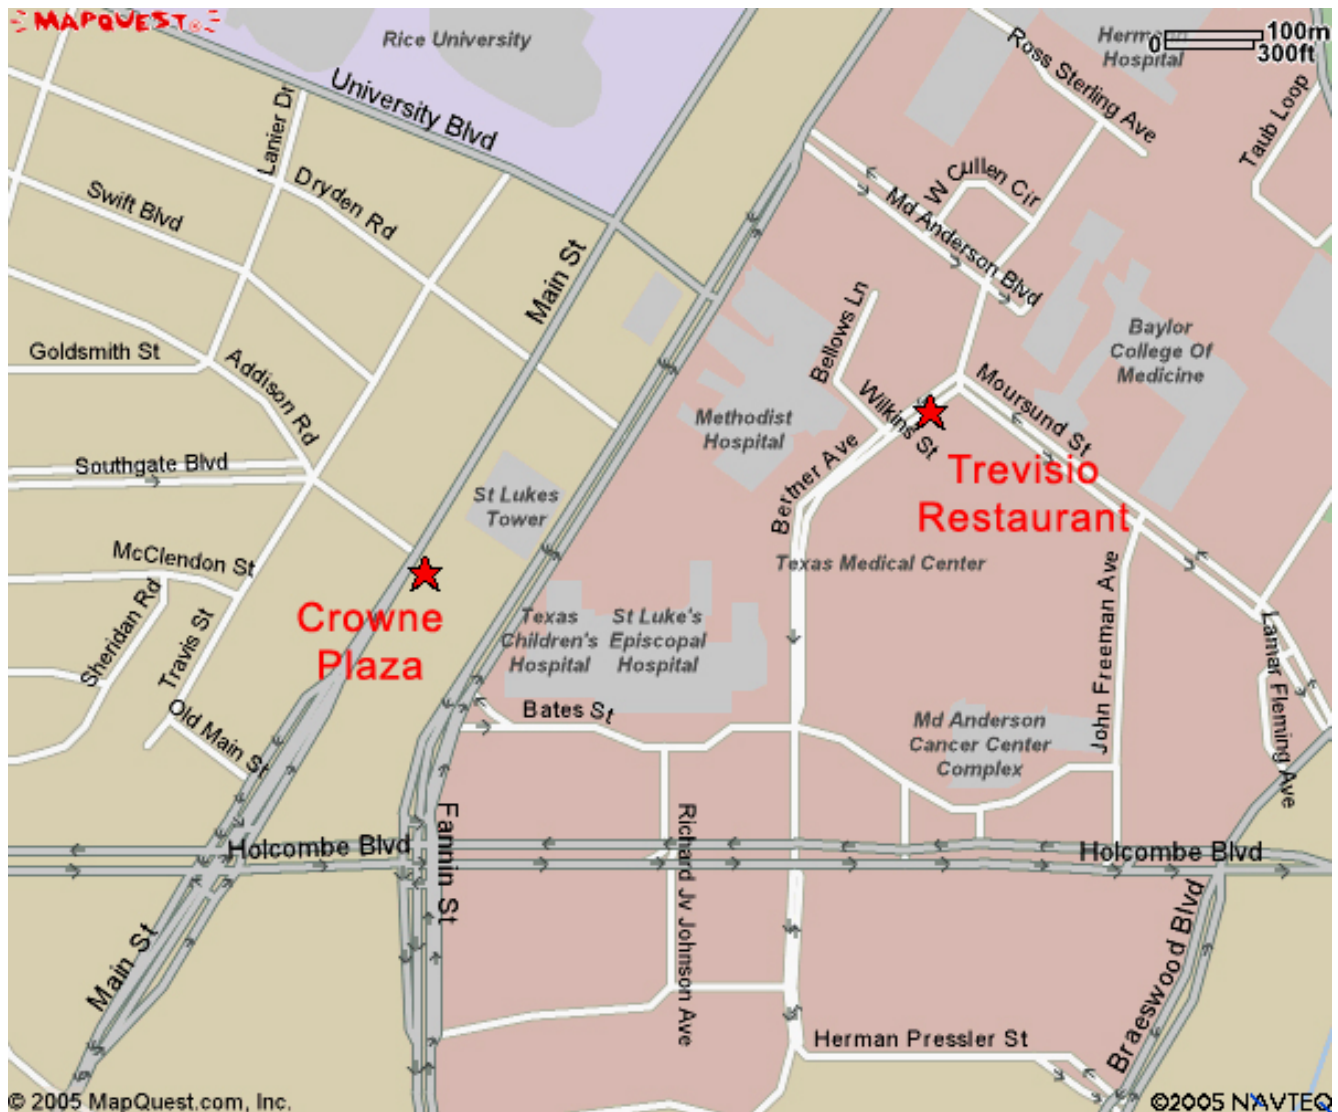 MAPQUEST
Rice University
Hermann
Hospital
0
100m
300ft
Ross Sterling Ave
Taub Loop
University Blvd
Lanier Dr
Dryden Rd
Swift Blvd
W Cullen Cir
Md Anderson Blvd
Main St
Bellows Ln
Goldsmith St
Addison Rd
Baylor
College Of
Medicine
Moursund St
Wilkins St
Methodist
Hospital
Bertner Ave
Southgate Blvd
Trevisio
Restaurant
St Lukes
Tower
McClendon St
Texas Medical Center
Sheridan Rd
Travis St
Crowne
Plaza
Texas
Children's
Hospital
St Luke's
Episcopal
Hospital
John Freeman Ave
Lamar Fleming Ave
Old Main St
Bates St
Md Anderson
Cancer Center
Complex
Holcombe Blvd
Fannin St
Richard Jv Johnson Ave
Holcombe Blvd
Main St
Braeswood Blvd
Herman Pressler St
© 2005 MapQuest.com, Inc.
©2005 NAVTEQ